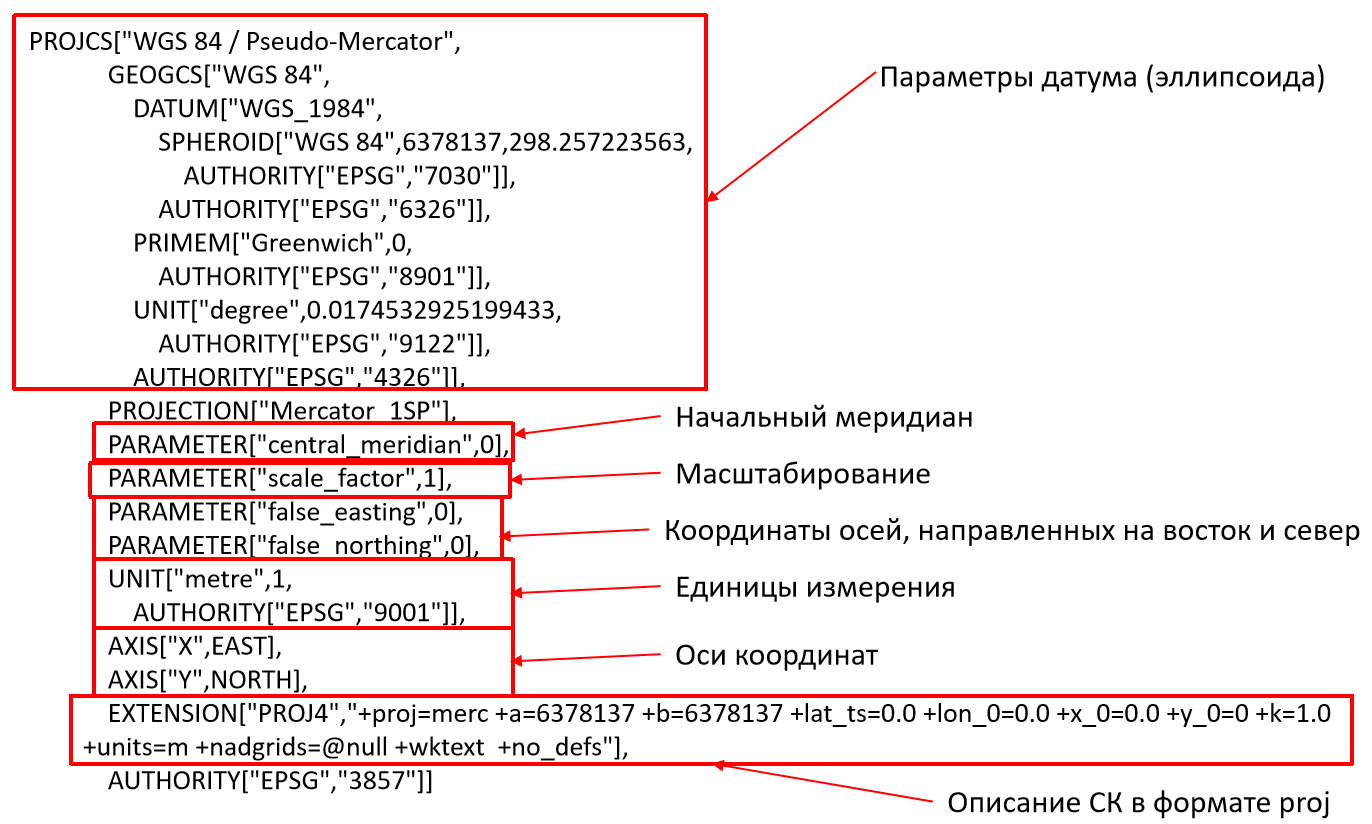 PROJCS["WGS 84 / Pseudo-Mercator",
GEOGCS["WGS 84",
Параметры датума (эллипсоида)
DATUM["WGS_1984",
SPHEROID["WGS 84",6378137,298.257223563,
AUTHORITY["EPSG","7030"]],
AUTHORITY["EPSG","6326"]],
PRIMEM["Greenwich",0,
AUTHORITY["EPSG","8901"]],
UNIT["degree",0.0174532925199433,
AUTHORITY["EPSG","9122"]],
AUTHORITY["EPSG","4326"]],
PROJECTION["Mercator_1SP"],
Начальный меридиан
PARAMETER["central_meridian",0],
Масштабирование
PARAMETER["scale_factor",1],
PARAMETER["false_easting",0],
Координаты осей, направленных на восток и север
PARAMETER["false_northing",0],
UNIT["metre",1,
Единицы измерения
AUTHORITY["EPSG","9001"]],
AXIS["X",EAST],
Оси координат
AXIS["Y",NORTH],
EXTENSION["PROJ4","+proj=merc +a=6378137 +b=6378137 +lat_ts=0.0 +lon_0=0.0 +x_0=0.0 +y_0=0 +k=1.0
+units=m +nadgrids=@null +wktext  +no_defs"],
AUTHORITY["EPSG","3857"]]
Описание СК в формате proj